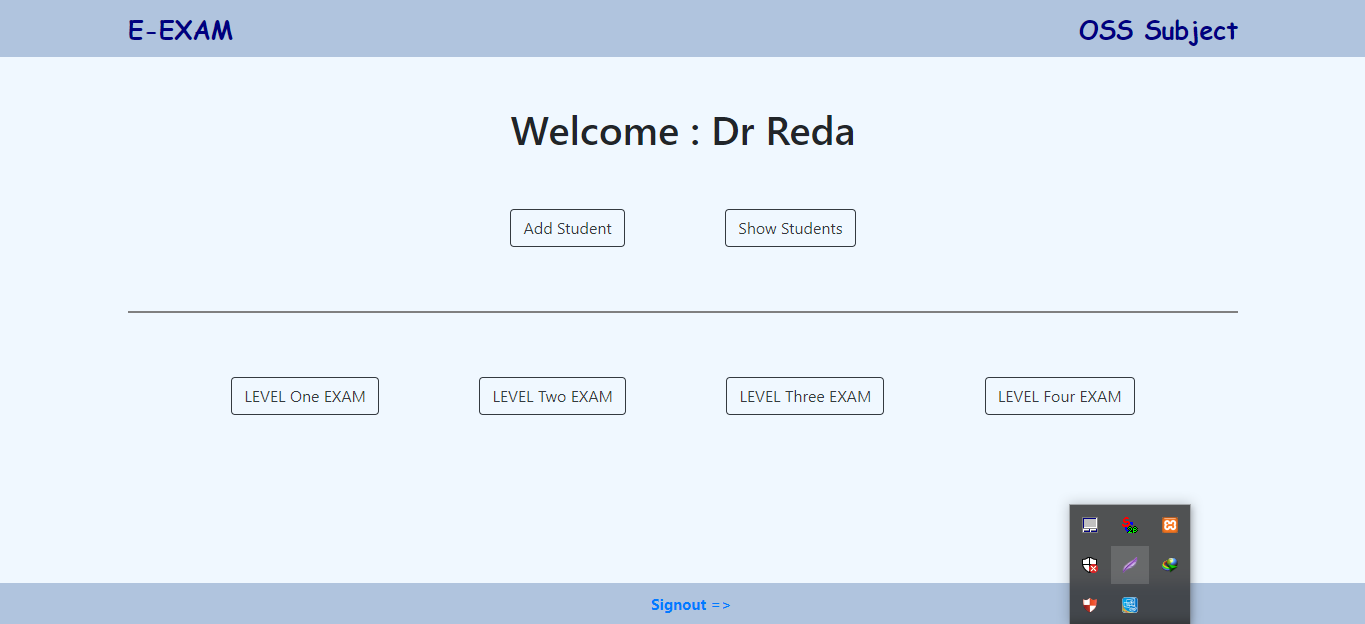 E-EXAM
OSS Subject
Welcome : Dr Reda
Add Student
Show Students
LEVEL One EXAM
LEVEL Two EXAM
LEVEL Three EXAM
LEVEL Four EXAM
Signout =>